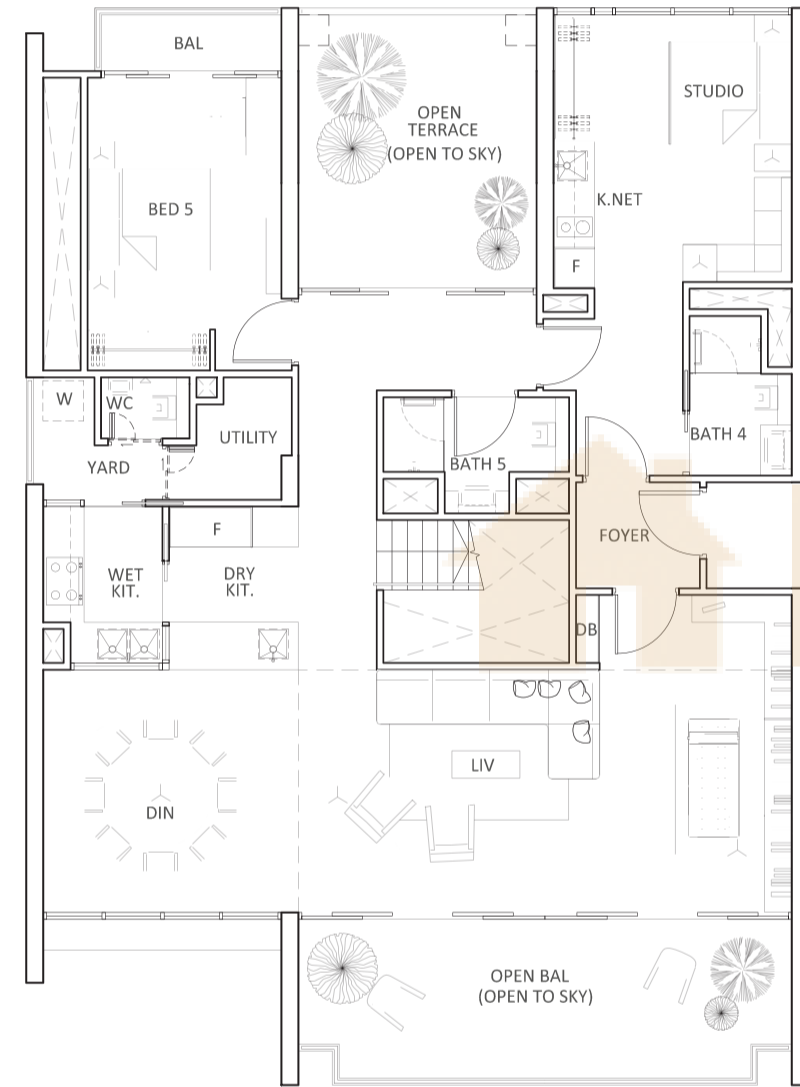 BAL
OPEN
TERRACE
(OPEN TO SKY)
STUDIO
BED 5
K.NET
F
W
WC
UTILITY
YARD
BATH 5
BATH 4
F
WET
KIT.
DRY
KIT.
FOYER
DB
LIV
DIN
OPEN BAL
(OPEN TO SKY)